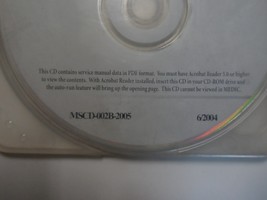 This CD contains service manual data in PDF format. You must have Acrobat Reader 5.0 or higher
to view the contents. With Acrobat Reader installed, insert this CD in your CD ROM drive and
the auto run feature will bring up the opening page. This CD cannot be viewed in MEDIC.
MSCD-002B-2005 6/2004